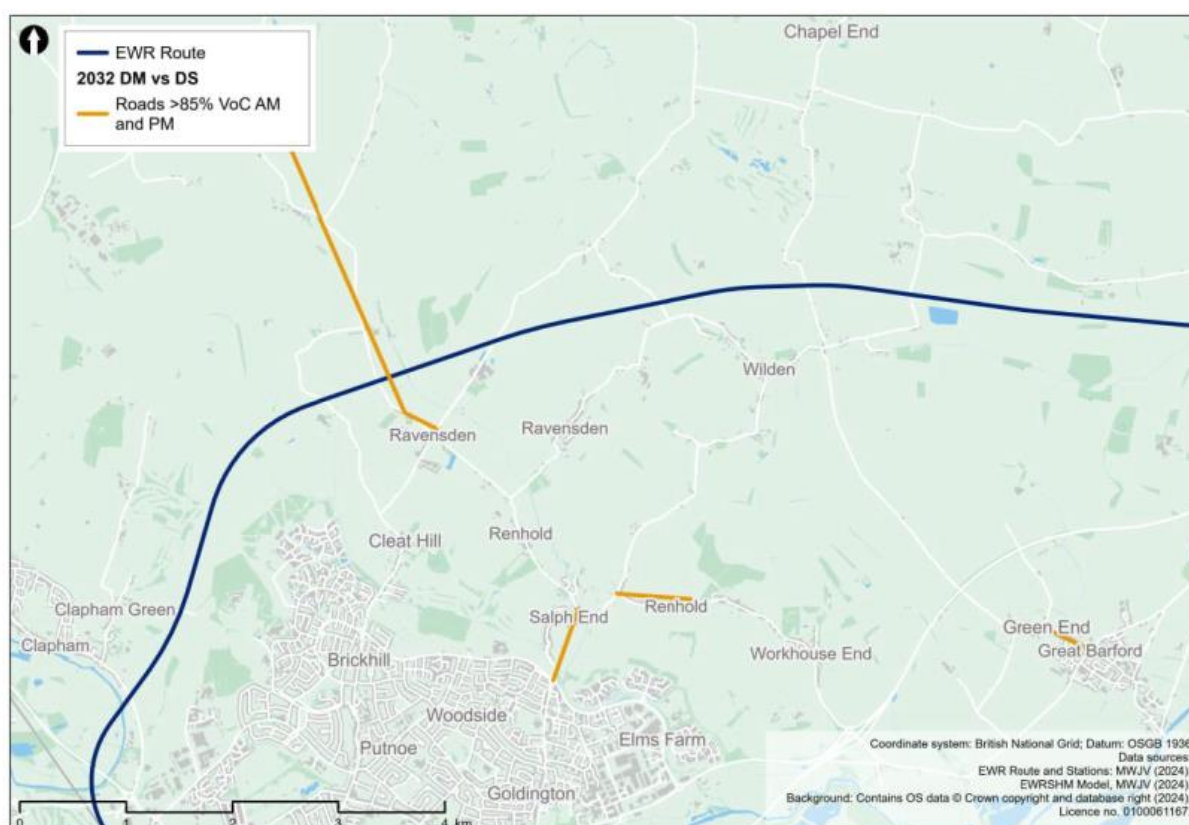 Chapel End
EWR Route
2032 DM vs DS
Roads >85% VoC AM
and PM
Wilden
Ravensden
Ravensden
Cleat Hill
Renhold
Clapham Green
Salph End
Renhold
Green End
Clapham
Brickhill
Workhouse End
Great Barford
Woodside
Putnoe
Elms Farm
Goldington
Coordinate system: British National Grid; Datum: OSGB 1936
Data sources
EWR Route and Stations: MWJV (2024)
EWRSHM Model, MWJV (2024)
Background: Contains OS data © Crown copyright and database right (2024)
Licence no. 0100061167
0 1 2 3 4 km